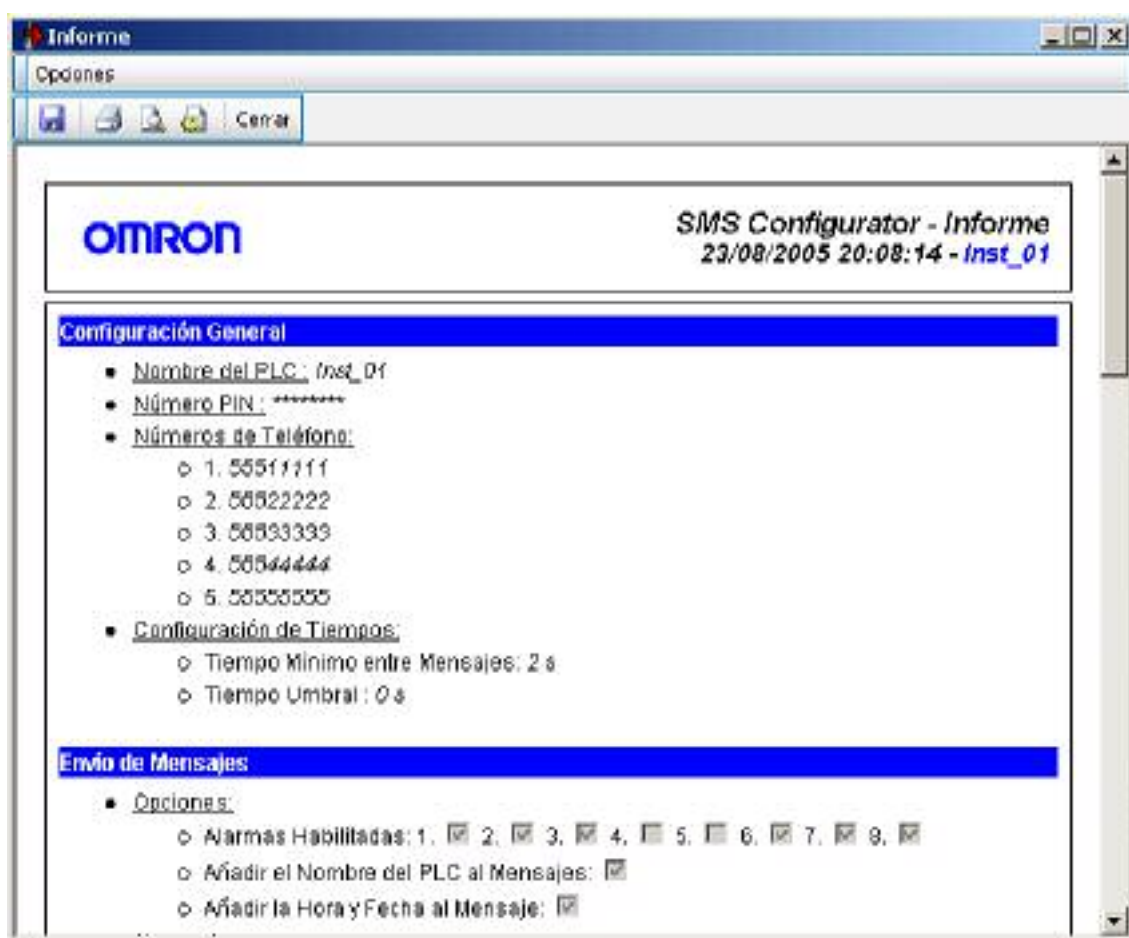 Informe
Opciones
Cerrar
OMRON
SMS Configurator - Informe
23/08/2005 20:08:14 - Inst_01
Configuración General
Nombre del PLC : Inst_01
Número PIN : ********
Números de Teléfono:
1. 55511111
2. 55522222
3. 55533333
4. 55544444
5. 55555555
Configuración de Tiempos:
Tiempo Mínimo entre Mensajes: 2 s
Tiempo Umbral : 0 s
Envío de Mensajes
Opciones:
Alarmas Habilitadas: 1. 2. 3. 4. 5. 6. 7. 8.
Añadir el Nombre del PLC al Mensajes:
Añadir la Hora y Fecha al Mensaje: